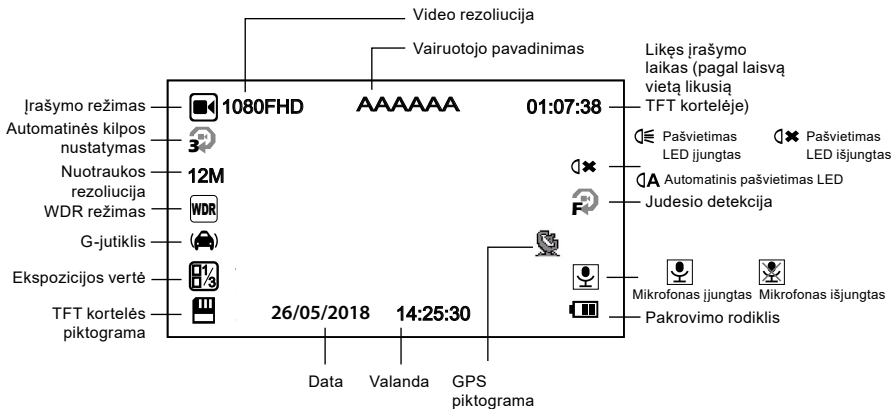 Video rezoliucija
Vairuotojo pavadinimas
Likęs įrašymo
laikas (pagal laisvą
vietą likusią
TFT kortelėje)
Įrašymo režimas
1080FHD
AAAAAA
01:07:38
Automatinės kilpos
nustatymas
3
Pašvietimas
LED įjungtas
Pašvietimas
LED išjungtas
Nuotraukos
rezoliucija
12M
A Automatinis pašvietimas LED
WDR režimas
WDR
F
Judesio detekcija
G-jutiklis
Ekspozicijos vertė
1/3
Mikrofonas įjungtas
Mikrofonas išjungtas
TFT kortelės
piktograma
26/05/2018
14:25:30
Pakrovimo rodiklis
Data
Valanda
GPS
piktograma